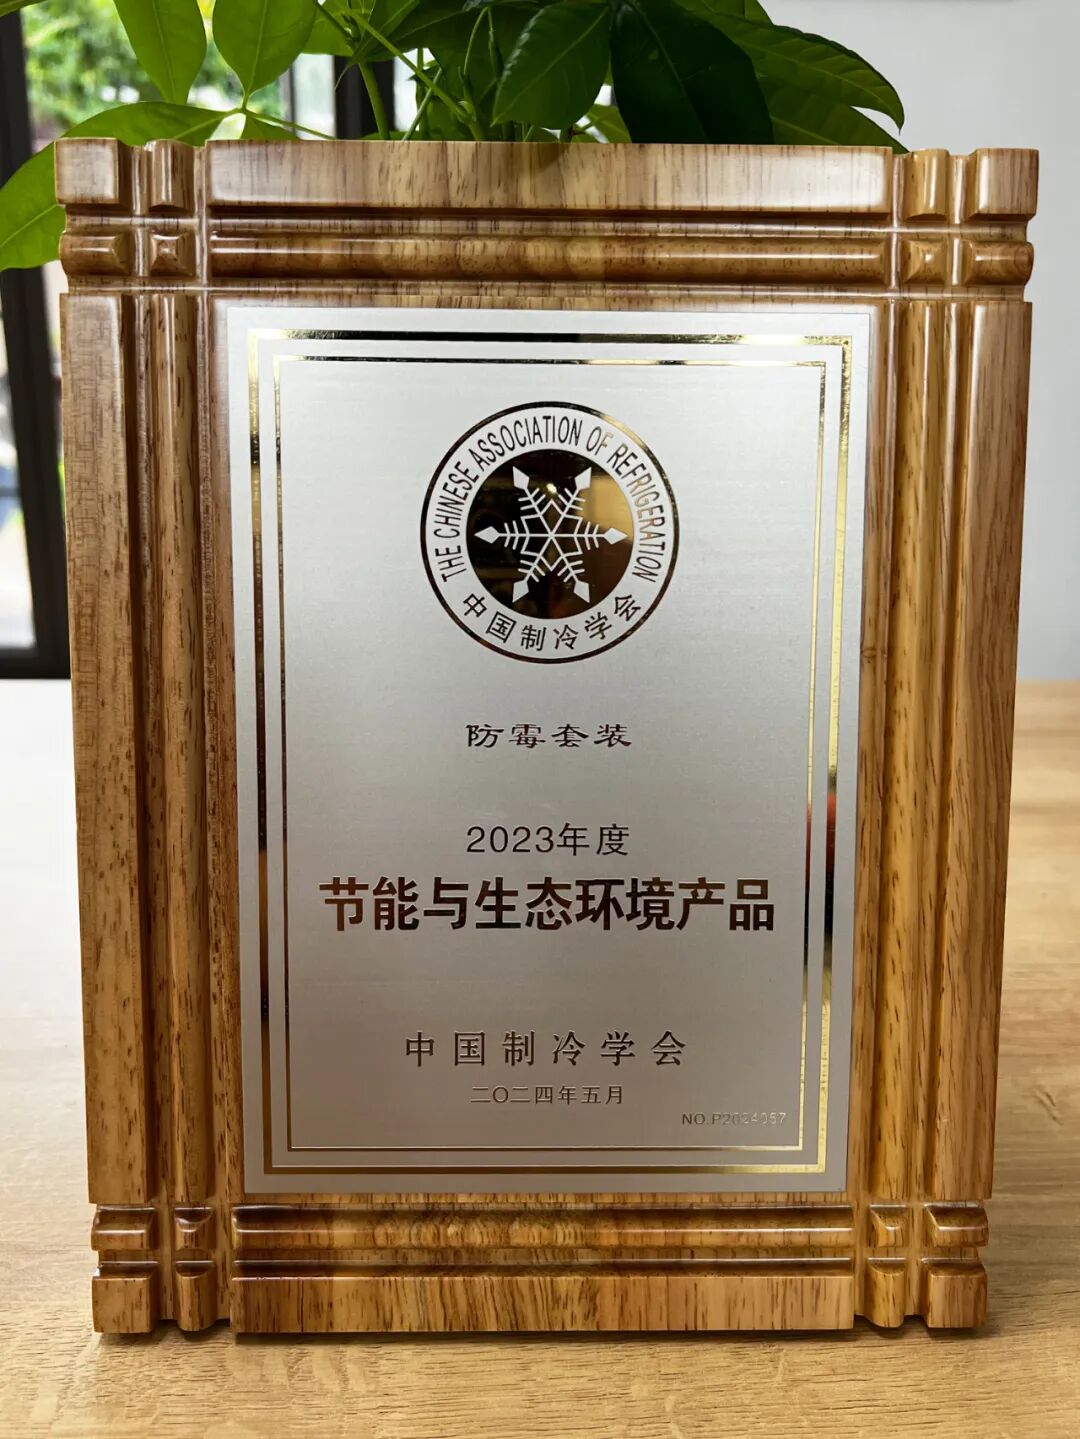 THE CHINESE ASSOCIATION OF REFRIGERATION
中国制冷学会
防霉套装
2023年度
节能与生态环境产品
中国制冷学会
二〇二四年五月
NO.P2024057